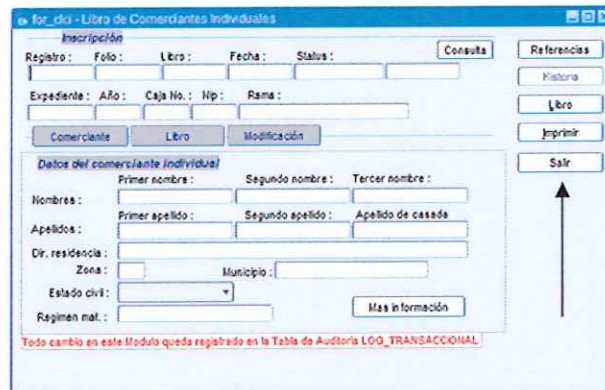 for_clci - Libro de Comerciantes Individuales
Inscripción
Consulta
Registro : Folio : Libro : Fecha : Status :
Expediente : Año : Caja No. : Nip : Rama :
Comerciante Libro Modificación
Datos del comerciante individual
Primer nombre : Segundo nombre : Tercer nombre :
Nombres :
Primer apellido : Segundo apellido : Apellido de casada
Apellidos :
Dir. residencia :
Zona : Municipio :
Estado civil :
Regimen mat. : Mas información
Todo cambio en este Modulo queda registrado en la Tabla de Auditoría LOG_TRANSACCIONAL
Referencias
Historia
Libro
Imprimir
Salir